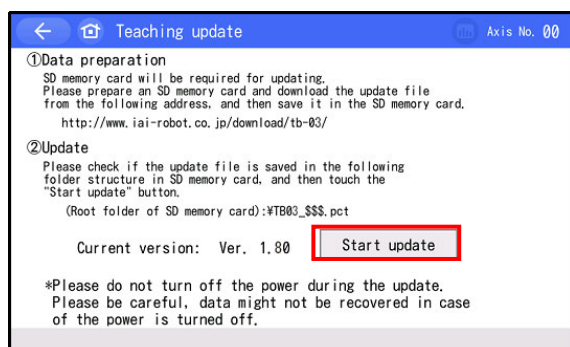 Teaching update
Axis No. 00
①Data preparation
SD memory card will be required for updating.
Please prepare an SD memory card and download the update file
from the following address, and then save it in the SD memory card.
http://www.iai-robot.co.jp/download/tb-03/
②Update
Please check if the update file is saved in the following
folder structure in SD memory card, and then touch the
"Start update" button.
(Root folder of SD memory card):¥TB03_$$$.pct
Current version: Ver. 1.80
Start update
*Please do not turn off the power during the update.
Please be careful, data might not be recovered in case
of the power is turned off.